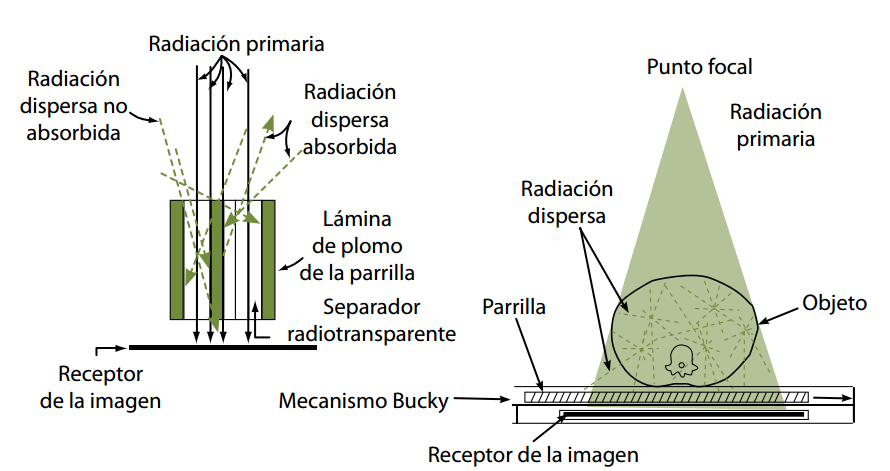 Radiación primaria
Radiación
dispersa no
absorbida
Radiación
dispersa
absorbida
Lámina
de plomo
de la parrilla
Separador
radiotransparente
Receptor
de la imagen
Punto focal
Radiación
primaria
Radiación
dispersa
Parrilla
Objeto
Mecanismo Bucky
Receptor de la imagen